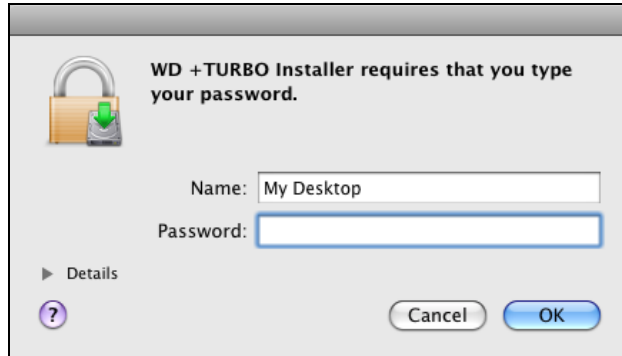 WD +TURBO Installer requires that you type
your password.
Name: My Desktop
Password:
Details
?
Cancel OK